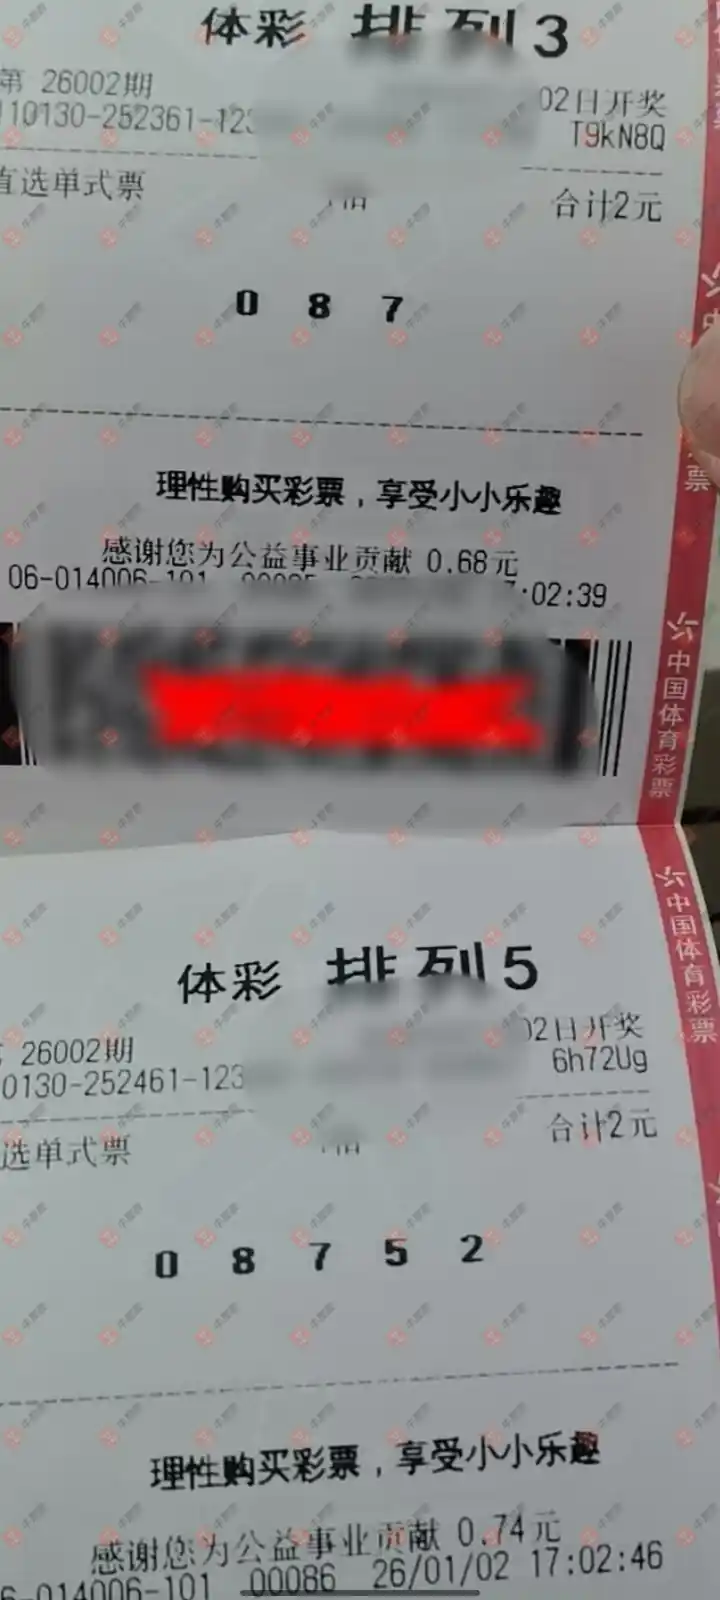 体彩 排列3
第 26002期
02日开奖
110130-252361-123
T9kN8Q
直选单式票
合计2元
0 8 7
理性购买彩票，享受小小乐趣
感谢您为公益事业贡献 0.68元
06-014006-101
:02:39
中国体育彩票
体彩 排列5
26002期
02日开奖
0130-252461-123
6h72Ug
选单式票
合计2元
0 8 7 5 2
理性购买彩票，享受小小乐趣
感谢您为公益事业贡献 0.74元
6-014006-101 00086 26/01/02 17:02:46
中国体育彩票